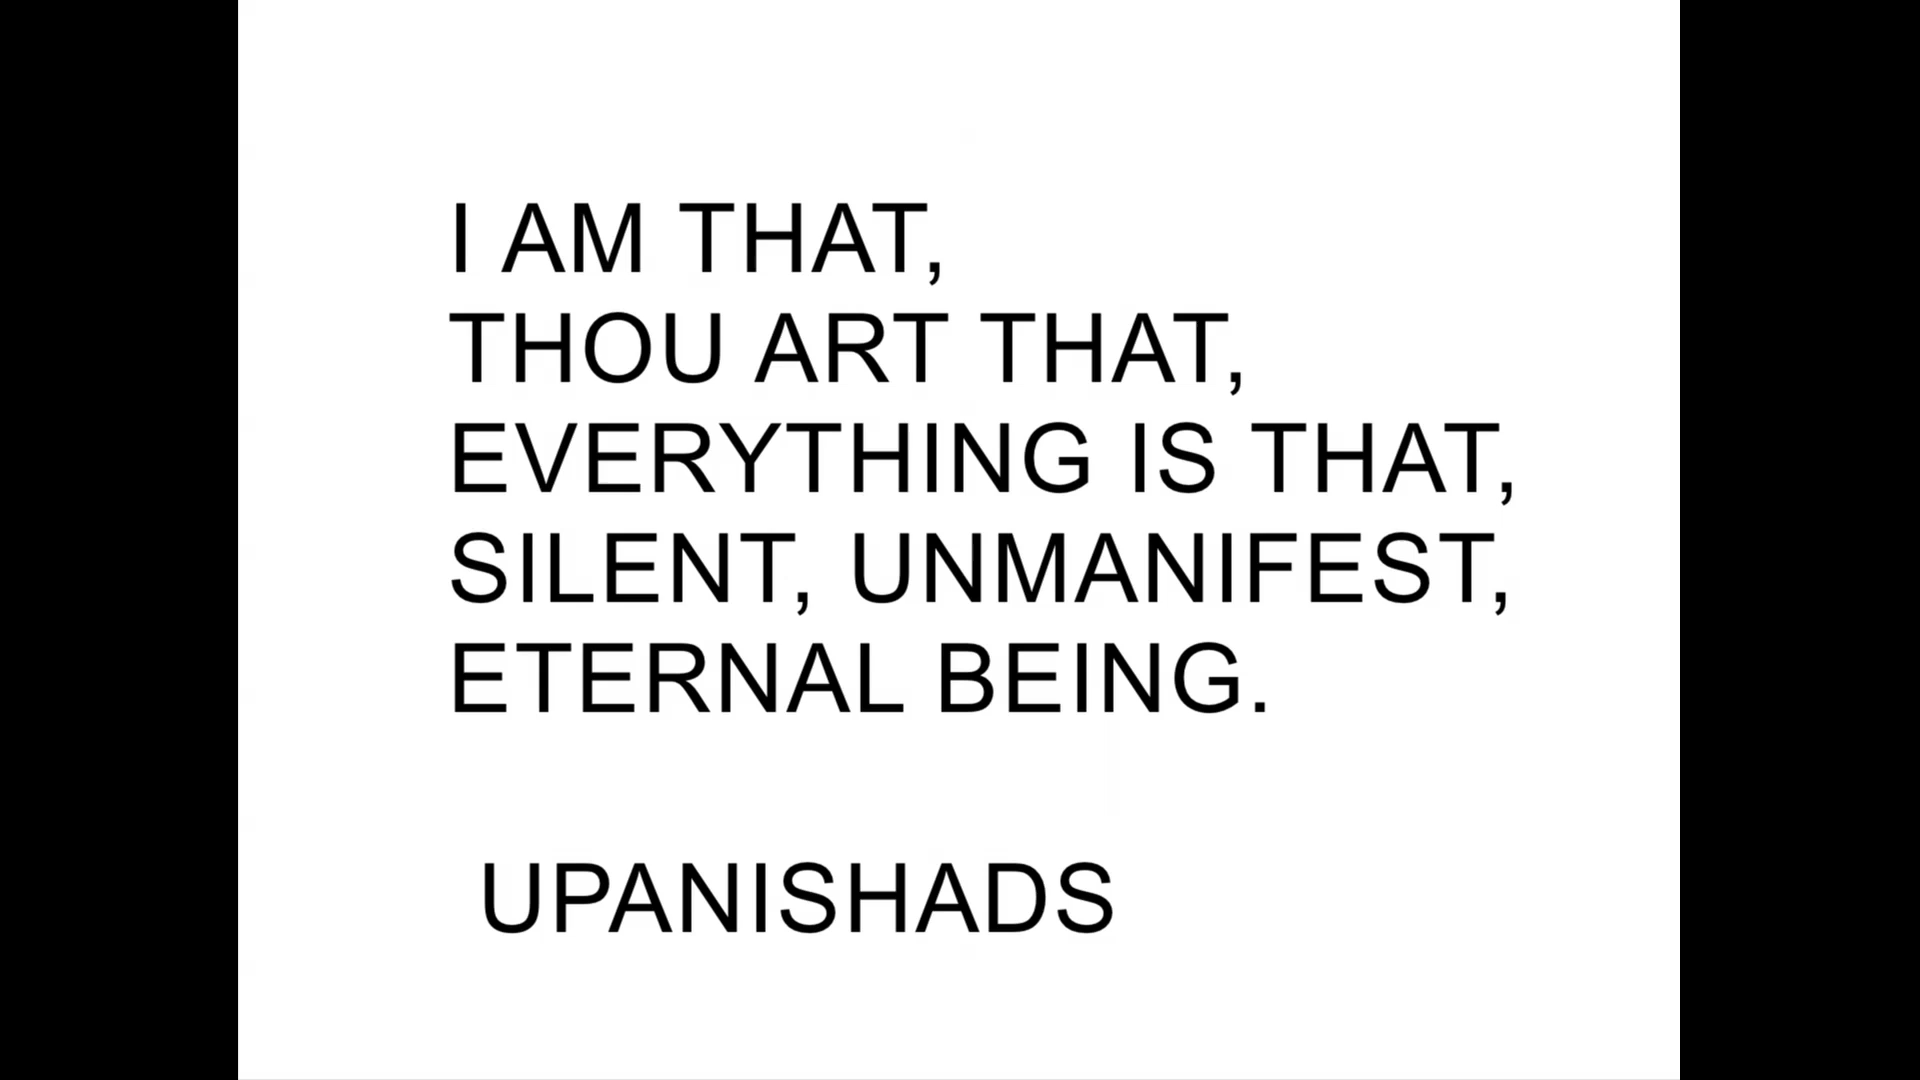 I AM THAT,
THOU ART THAT,
EVERYTHING IS THAT,
SILENT, UNMANIFEST,
ETERNAL BEING.
UPANISHADS